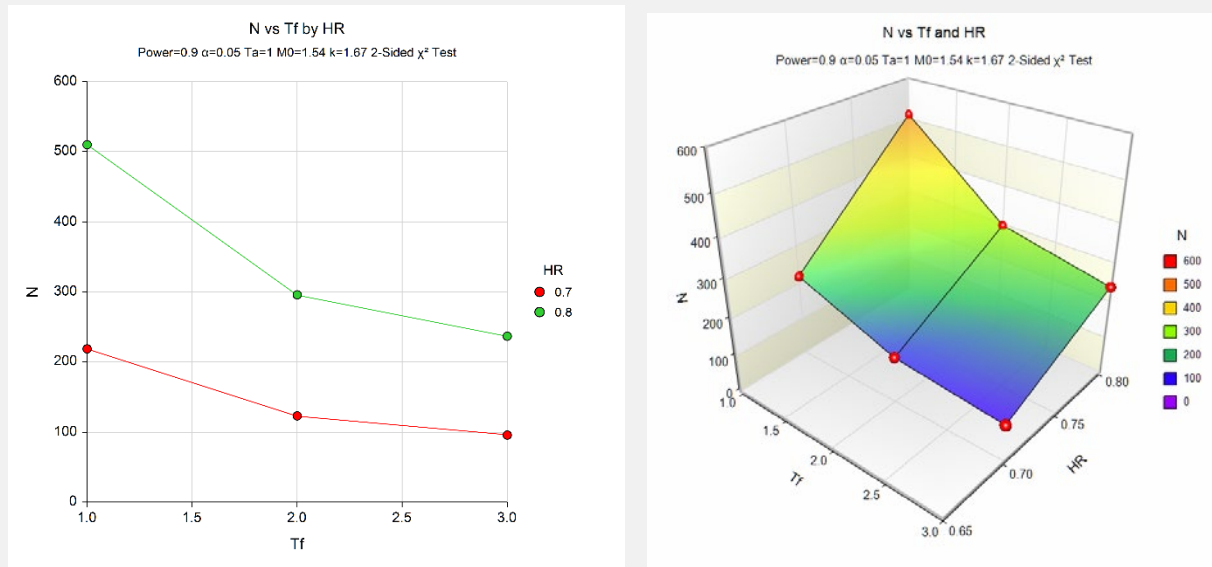 N vs Tf by HR
Power=0.9 α=0.05 Ta=1 M0=1.54 k=1.67 2-Sided χ² Test
600
500
400
300
200
100
0
N
1.0 1.5 2.0 2.5 3.0
Tf
HR
0.7
0.8
N vs Tf and HR
Power=0.9 α=0.05 Ta=1 M0=1.54 k=1.67 2-Sided χ² Test
600
500
400
300
200
100
0
N
1.0
1.5
2.0
2.5
3.0
Tf
0.65
0.70
0.75
0.80
HR
N
600
500
400
300
200
100
0